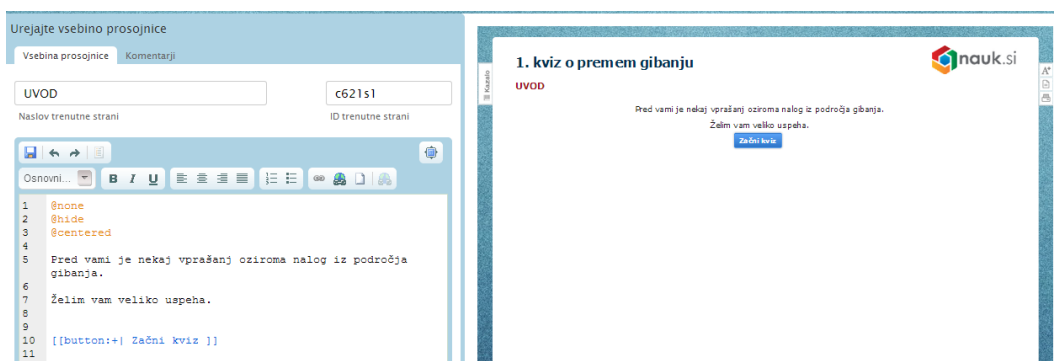 Urejajte vsebino prosojnice
Vsebina prosojnice Komentarji
UVOD c621s1
Naslov trenutne strani ID trenutne strani
Osnovni... B I U
1 @none
2 @hide
3 @centered
4
5 Pred vami je nekaj vprašanj oziroma nalog iz področja
gibanja.
6
7 Želim vam veliko uspeha.
8
9
10 [[button:+| Začni kviz ]]
11
Kazalo
1. kviz o premem gibanju
nauk.si
UVOD
Pred vami je nekaj vprašanj oziroma nalog iz področja gibanja.
Želim vam veliko uspeha.
Začni kviz
A+